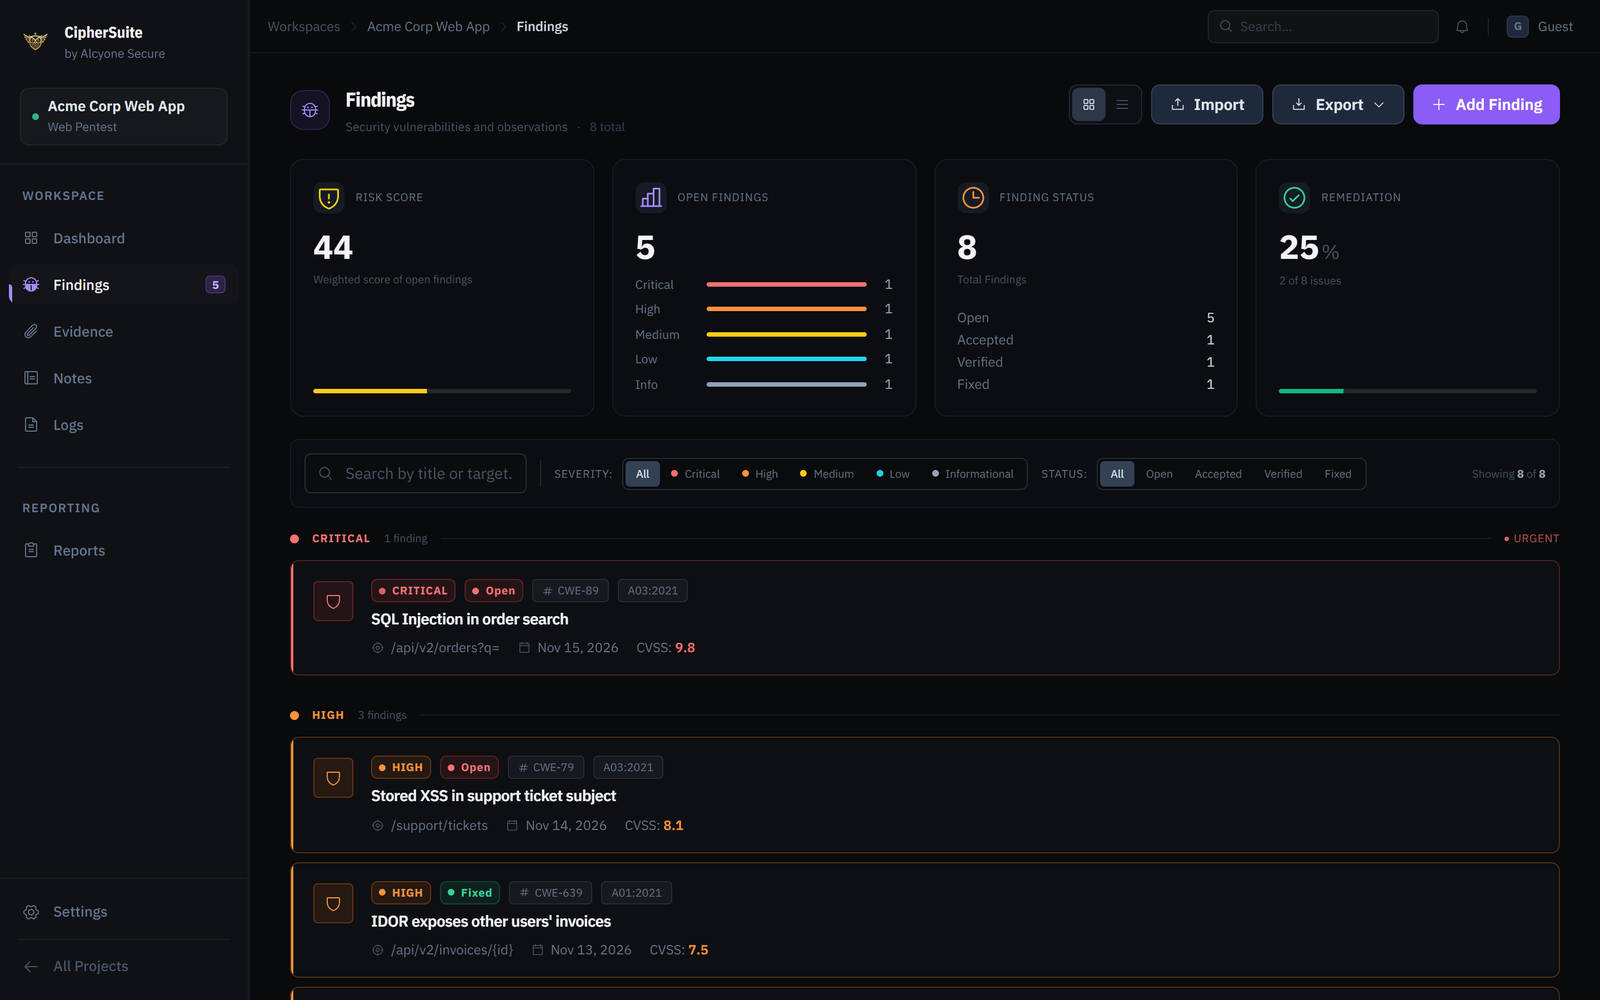 CipherSuite
by Alcyone Secure
Acme Corp Web App
Web Pentest
WORKSPACE
Dashboard
Findings 5
Evidence
Notes
Logs
REPORTING
Reports
Settings
All Projects
Workspaces Acme Corp Web App Findings
Search...
G Guest
Findings
Security vulnerabilities and observations · 8 total
Import
Export
Add Finding
RISK SCORE
44
Weighted score of open findings
OPEN FINDINGS
5
Critical 1
High 1
Medium 1
Low 1
Info 1
FINDING STATUS
8
Total Findings
Open 5
Accepted 1
Verified 1
Fixed 1
REMEDIATION
25%
2 of 8 issues
Search by title or target.
SEVERITY: All Critical High Medium Low Informational
STATUS: All Open Accepted Verified Fixed
Showing 8 of 8
CRITICAL 1 finding
URGENT
CRITICAL Open # CWE-89 A03:2021
SQL Injection in order search
/api/v2/orders?q= Nov 15, 2026 CVSS: 9.8
HIGH 3 findings
HIGH Open # CWE-79 A03:2021
Stored XSS in support ticket subject
/support/tickets Nov 14, 2026 CVSS: 8.1
HIGH Fixed # CWE-639 A01:2021
IDOR exposes other users' invoices
/api/v2/invoices/{id} Nov 13, 2026 CVSS: 7.5